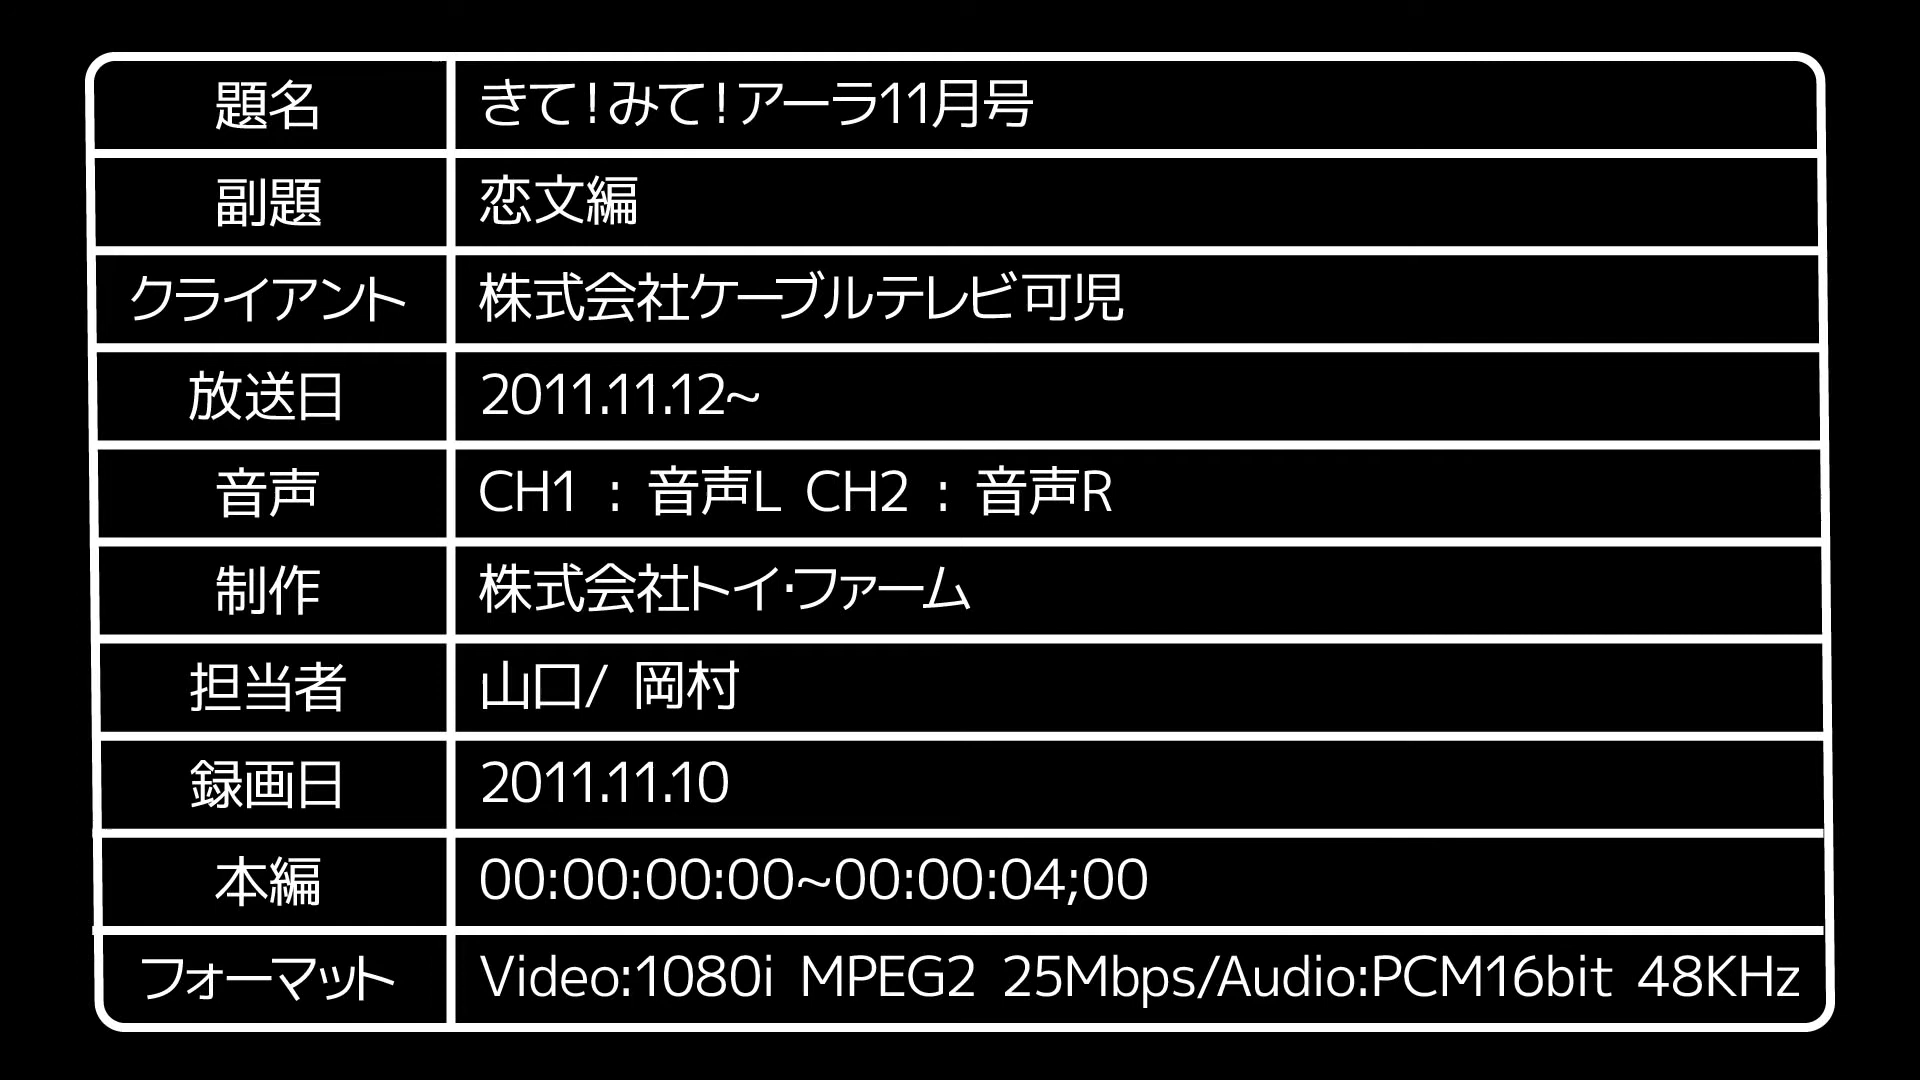 題名 きて!みて!アーラ11月号
副題 恋文編
クライアント 株式会社ケーブルテレビ可児
放送日 2011.11.12~
音声 CH1 : 音声L CH2 : 音声R
制作 株式会社トイ・ファーム
担当者 山口/ 岡村
録画日 2011.11.10
本編 00:00:00:00~00:00:04;00
フォーマット Video:1080i MPEG2 25Mbps/Audio:PCM16bit 48KHz